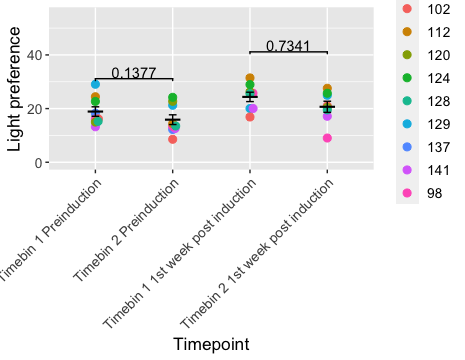 Light preference
40
20
0
0.1377
0.7341
Timebin 1 Preinduction
Timebin 2 Preinduction
Timebin 1 1st week post induction
Timebin 2 1st week post induction
Timepoint
102
112
120
124
128
129
137
141
98